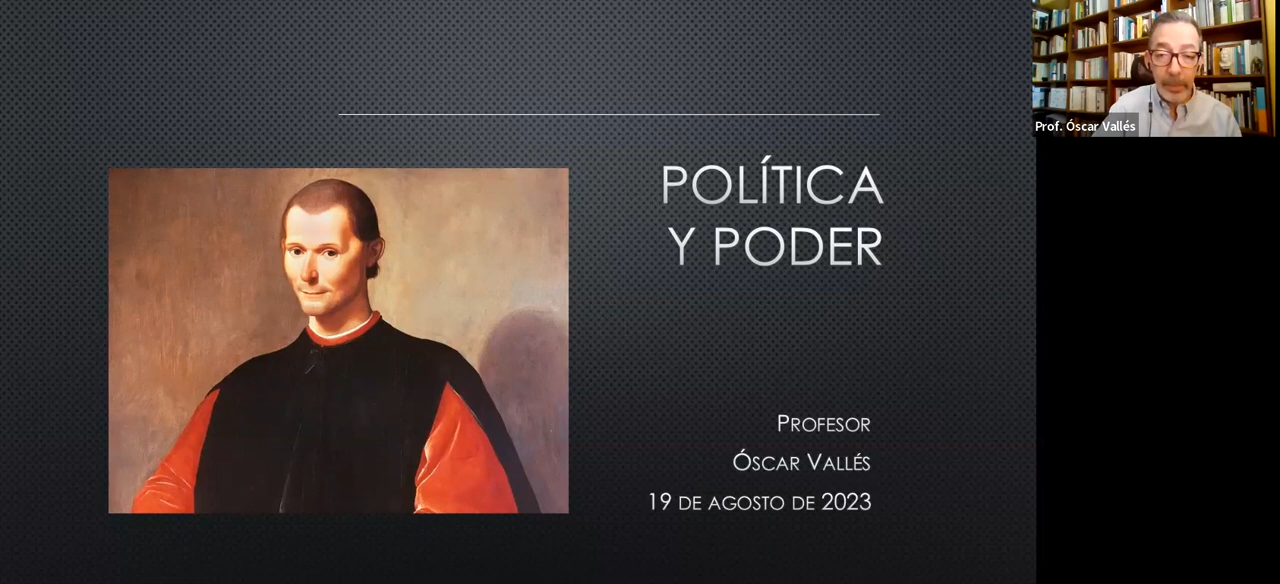 POLÍTICA
Y PODER
PROFESOR
ÓSCAR VALLÉS
19 DE AGOSTO DE 2023
Prof. Óscar Vallés